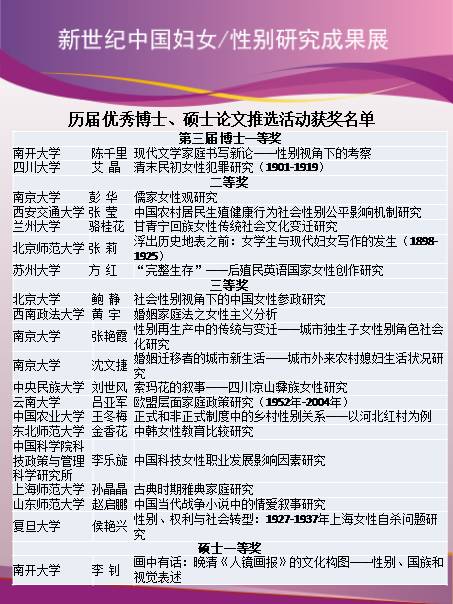 新世纪中国妇女/性别研究成果展
历届优秀博士、硕士论文推选活动获奖名单
第三届博士一等奖
南开大学 陈千里 现代文学家庭书写新论——性别视角下的考察
四川大学 艾 晶 清末民初女性犯罪研究（1901-1919）
二等奖
南京大学 彭 华 儒家女性观研究
西安交通大学 张 莹 中国农村居民生殖健康行为社会性别公平影响机制研究
兰州大学 骆桂花 甘青宁回族女性传统社会文化变迁研究
北京师范大学 张 莉 浮出历史地表之前：女学生与现代妇女写作的发生（1898-
1925）
苏州大学 方 红 “完整生存”——后殖民英语国家女性创作研究
三等奖
北京大学 鲍 静 社会性别视角下的中国女性参政研究
西南政法大学 黄 宇 婚姻家庭法之女性主义分析
南京大学 张艳霞 性别再生产中的传统与变迁——城市独生子女性别角色社会
化研究
南京大学 沈文捷 婚姻迁移者的城市新生活——城市外来农村媳妇生活状况研
究
中央民族大学 刘世风 索玛花的叙事——四川凉山彝族女性研究
云南大学 吕亚军 欧盟层面家庭政策研究（1952年-2004年）
中国农业大学 王冬梅 正式和非正式制度中的乡村性别关系——以河北红村为例
东北师范大学 金香花 中韩女性教育比较研究
中国科学院科
技政策与管理
科学研究所 李乐旋 中国科技女性职业发展影响因素研究
上海师范大学 孙晶晶 古典时期雅典家庭研究
山东师范大学 赵启鹏 中国当代战争小说中的情爱叙事研究
复旦大学 侯艳兴 性别、权利与社会转型：1927-1937年上海女性自杀问题研
究
硕士一等奖
南开大学 李 钊 画中有话：晚清《人镜画报》的文化构图——性别、国族和
视觉表述